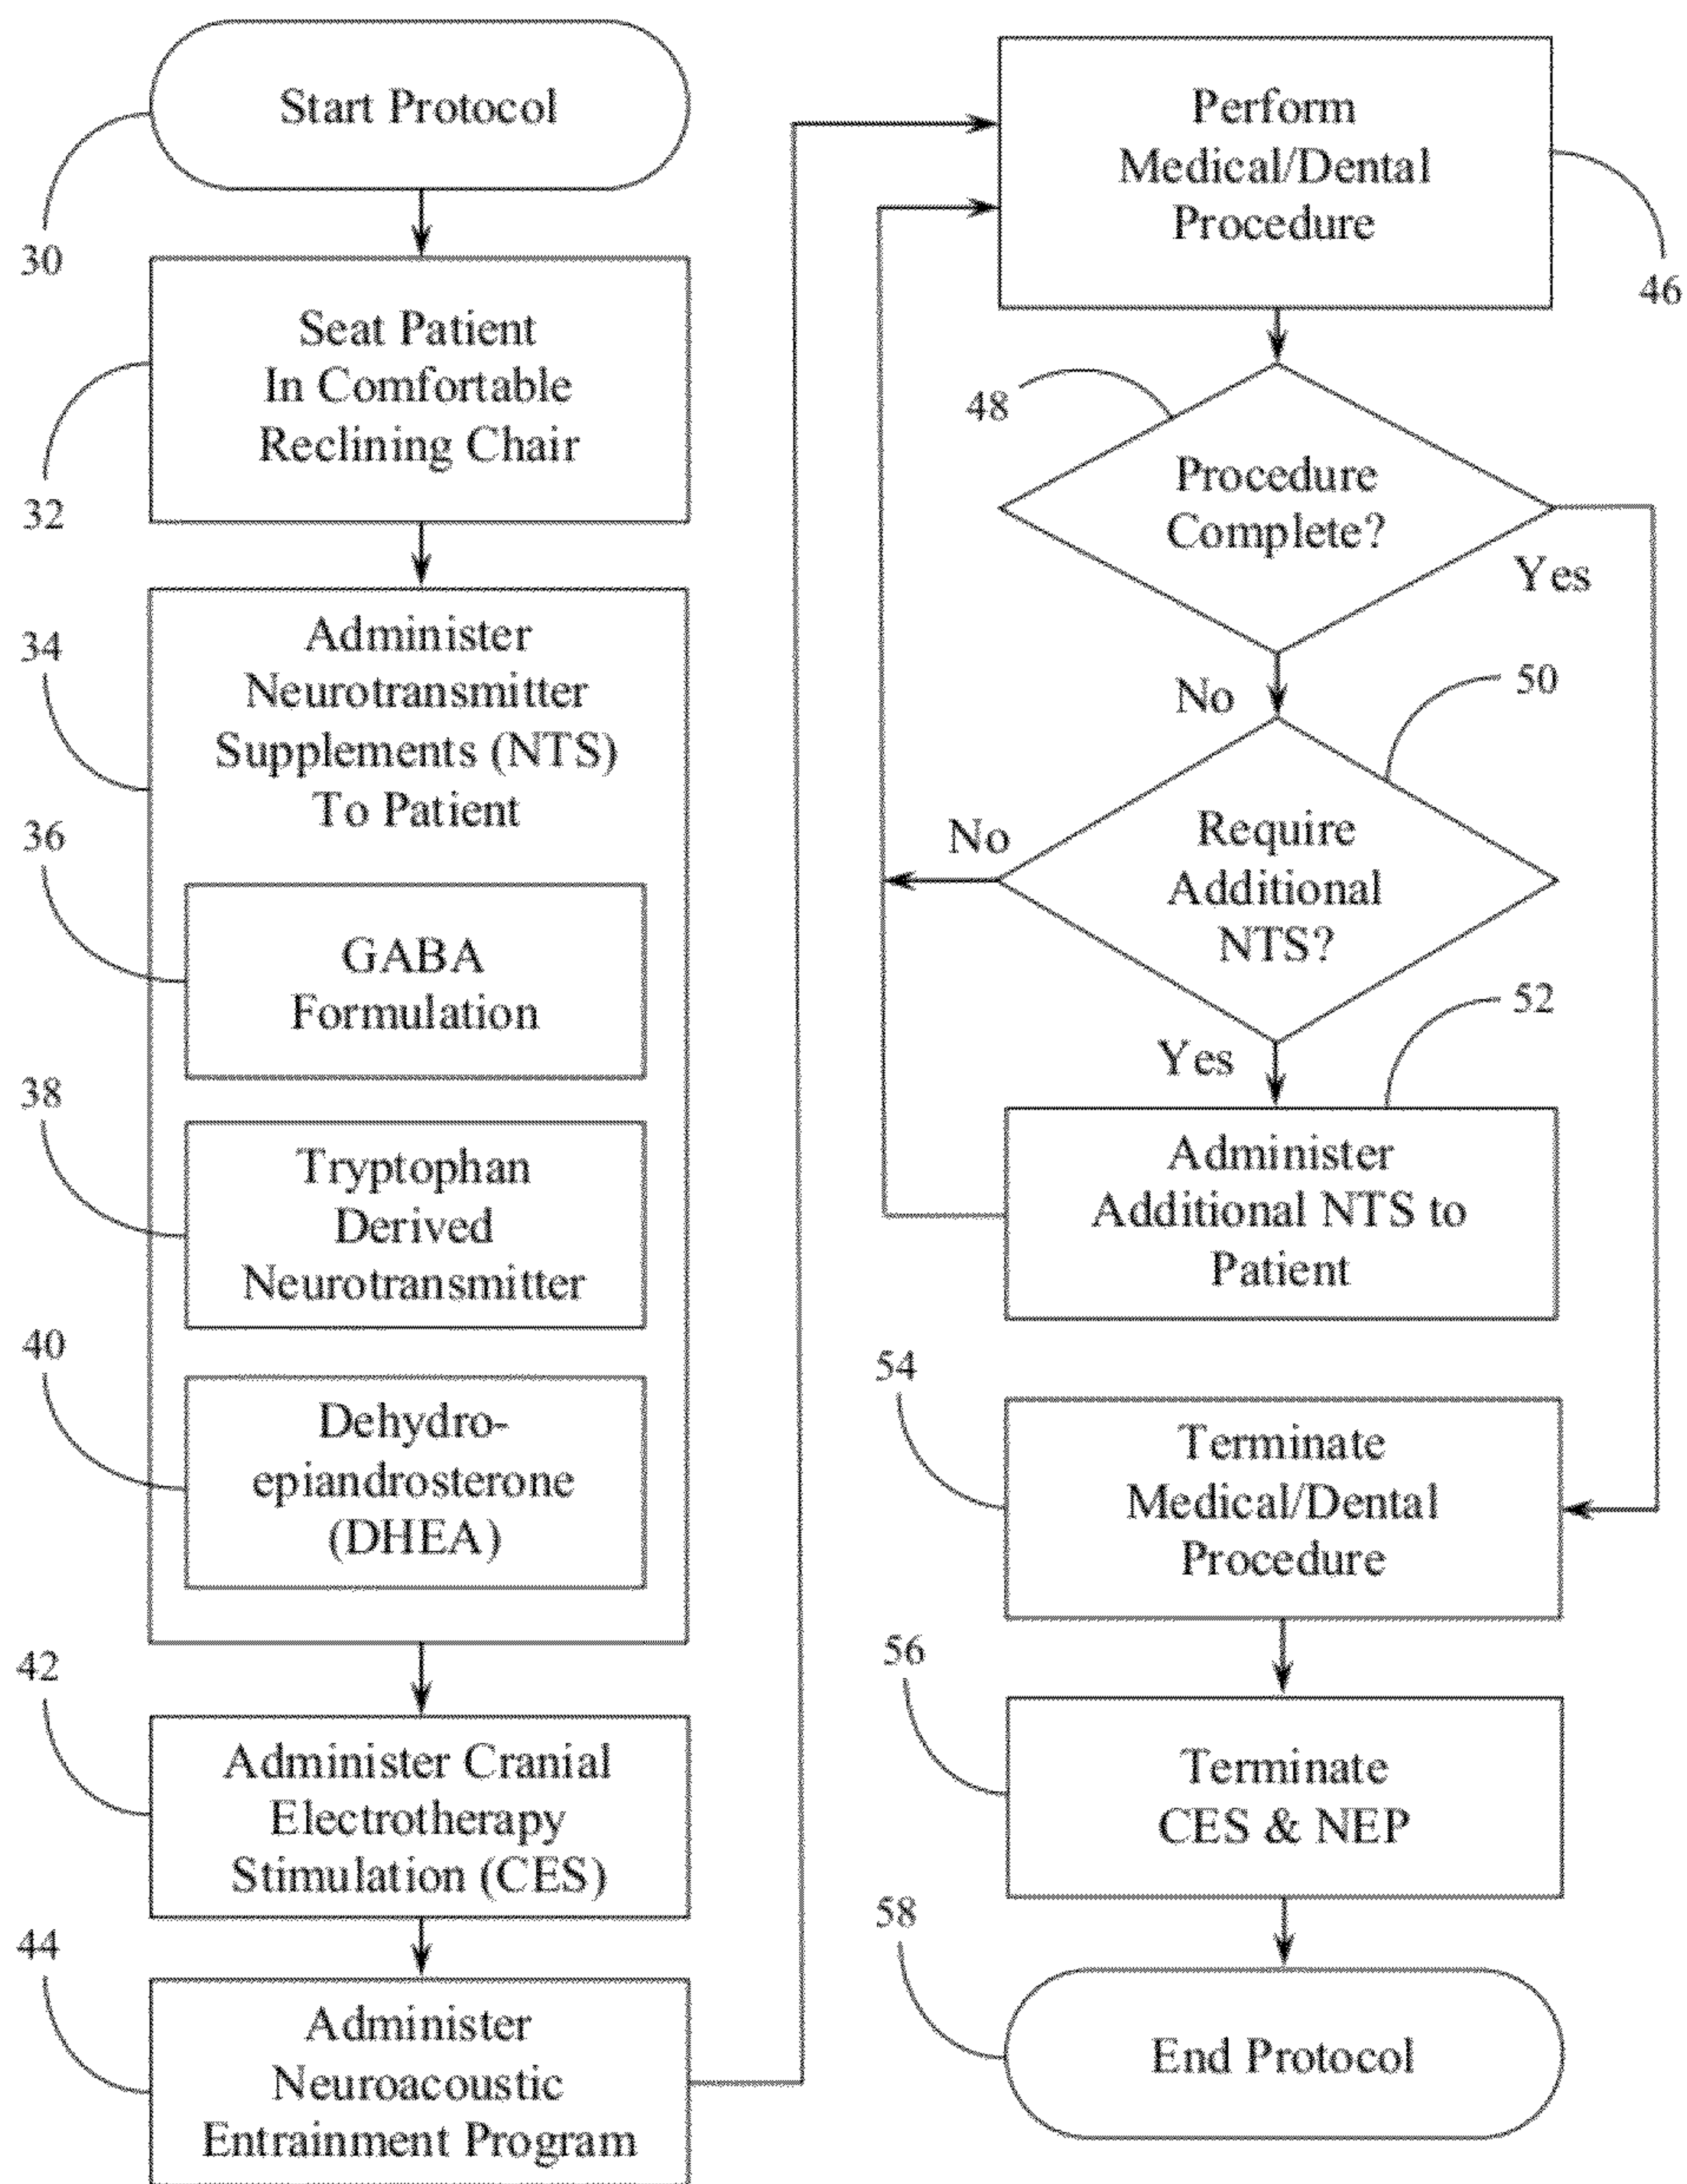 Start Protocol
30
Seat Patient
In Comfortable
Reclining Chair
32
34
Administer
Neurotransmitter
Supplements (NTS)
To Patient
36
GABA
Formulation
38
Tryptophan
Derived
Neurotransmitter
40
Dehydro-
epiandrosterone
(DHEA)
42
Administer Cranial
Electrotherapy
Stimulation (CES)
44
Administer
Neuroacoustic
Entrainment Program
Perform
Medical/Dental
Procedure
46
48
Procedure
Complete?
Yes
No
50
No
Require
Additional
NTS?
52
Yes
Administer
Additional NTS to
Patient
54
Terminate
Medical/Dental
Procedure
56
Terminate
CES & NEP
58
End Protocol